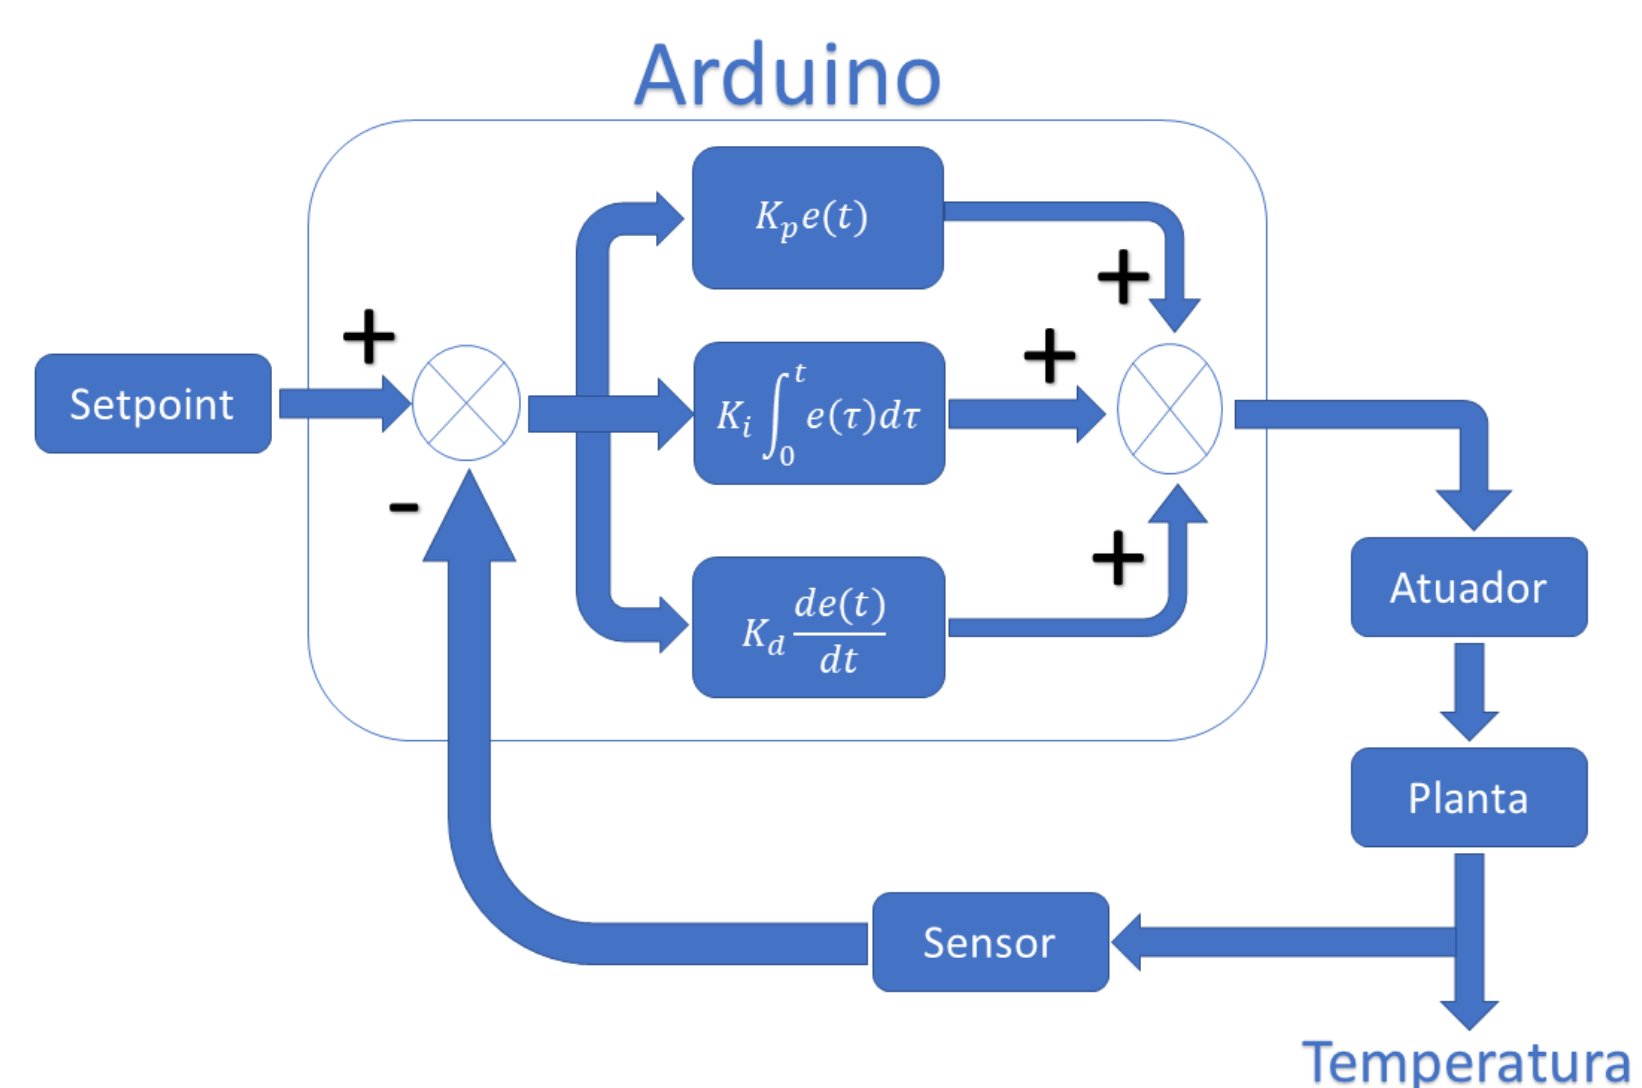 Arduino
K_p e(t)
+
+
+
Setpoint
K_i ∫_0^t e(τ)dτ
+
-
K_d de(t)/dt
Atuador
Planta
Sensor
Temperatura